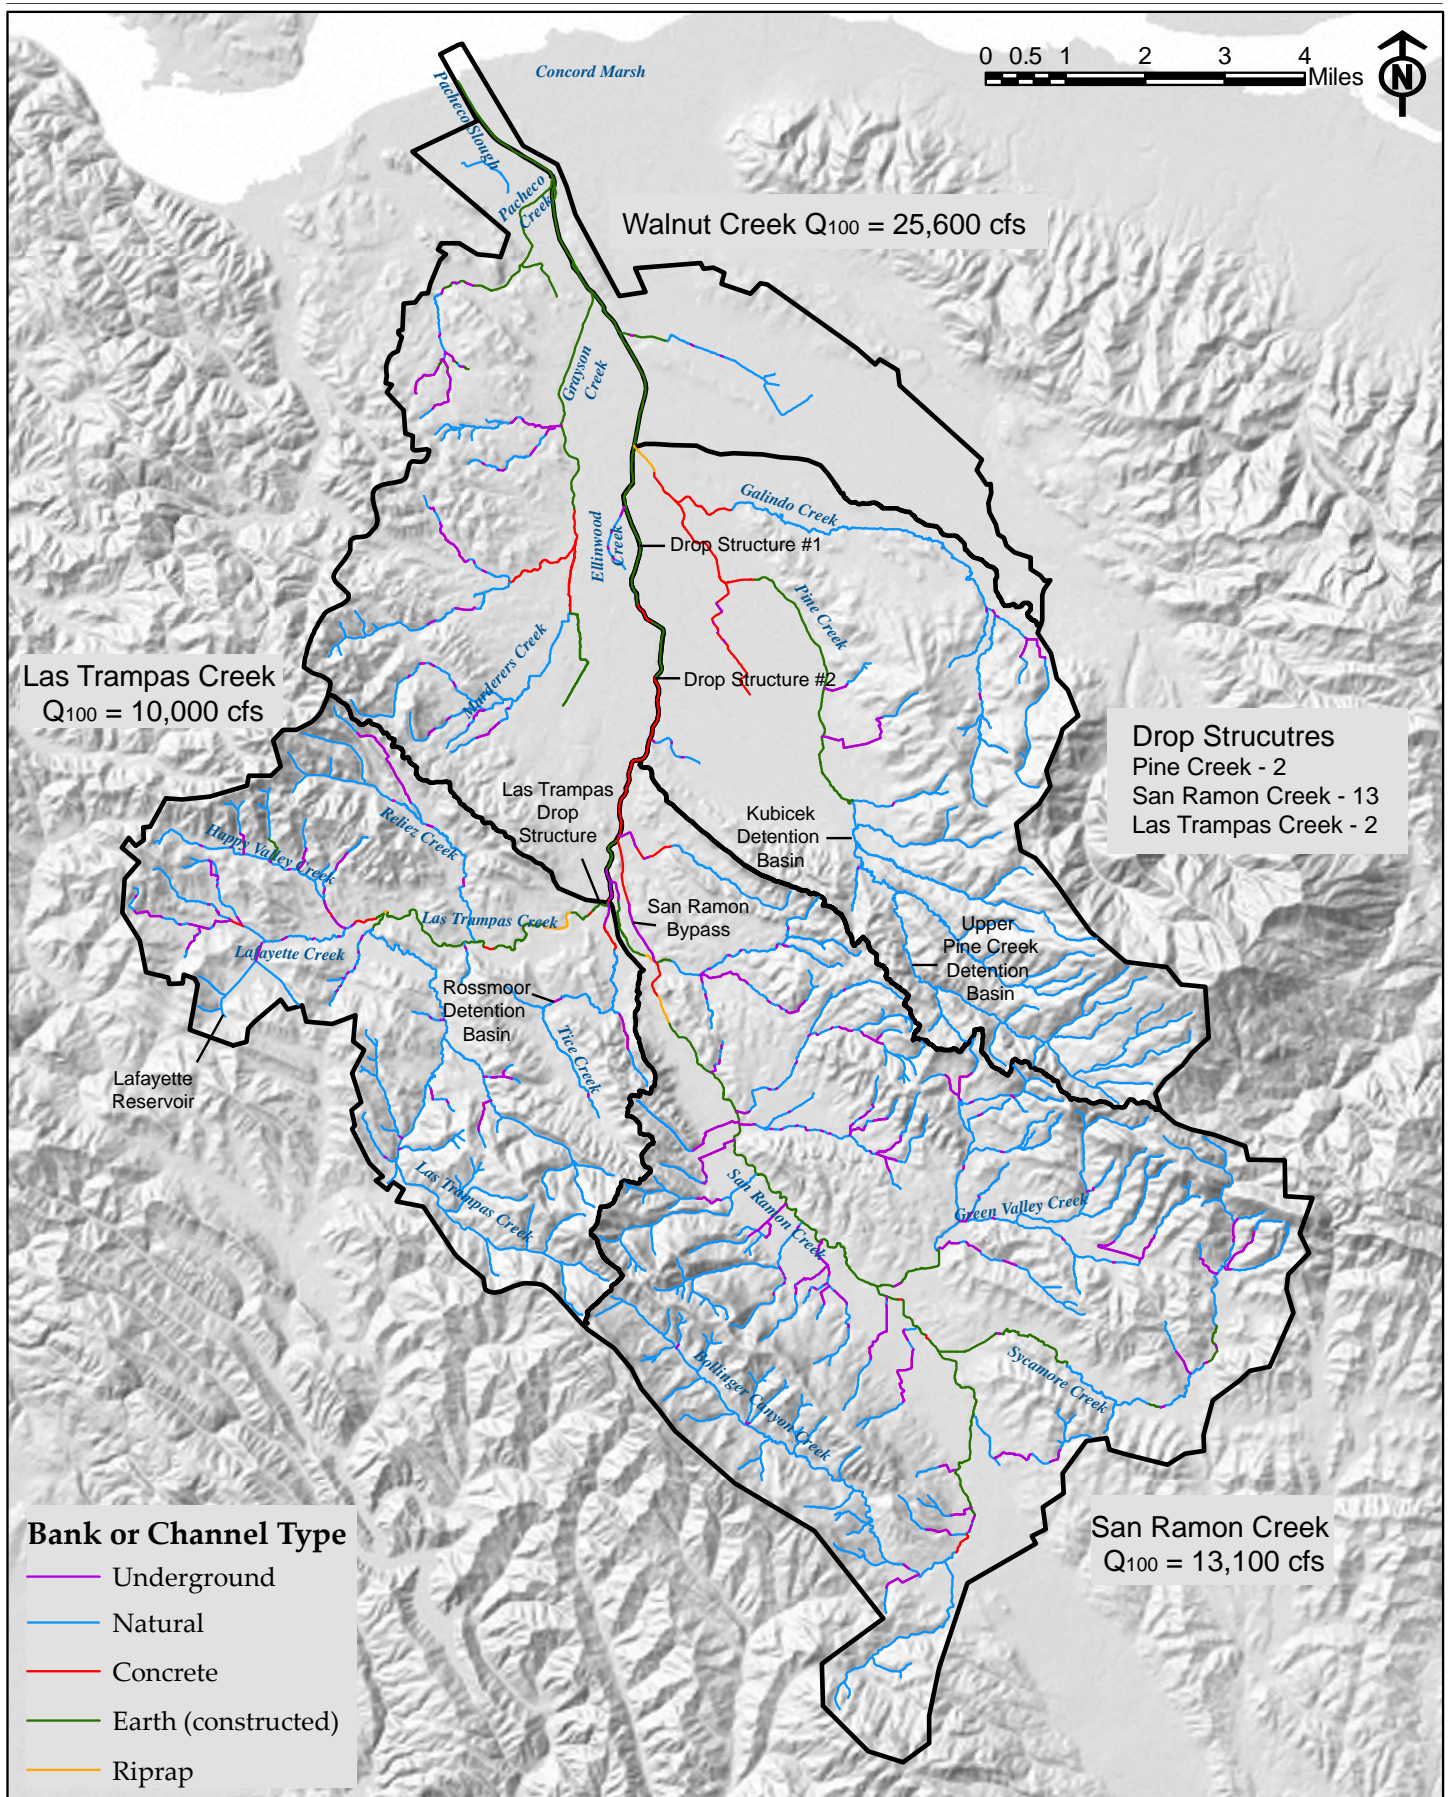 Concord Marsh
0 0.5 1 2 3 4
Miles
N
Pacheco Slough
Pacheco
Creek
Walnut Creek Q100 = 25,600 cfs
Grayson
Creek
Galindo Creek
Ellinwood
Creek
Drop Structure #1
Pine Creek
Murderers Creek
Drop Structure #2
Las Trampas Creek
Q100 = 10,000 cfs
Drop Strucutres
Pine Creek - 2
San Ramon Creek - 13
Las Trampas Creek - 2
Las Trampas
Drop
Structure
Kubicek
Detention
Basin
Reliez Creek
Happy Valley Creek
San Ramon
Bypass
Las Trampas Creek
Upper
Pine Creek
Detention
Basin
Lafayette Creek
Rossmoor
Detention
Basin
Tice Creek
Lafayette
Reservoir
Las Trampas Creek
San Ramon Creek
Green Valley Creek
Sycamore Creek
Bollinger Canyon Creek
San Ramon Creek
Q100 = 13,100 cfs
Bank or Channel Type
Underground
Natural
Concrete
Earth (constructed)
Riprap